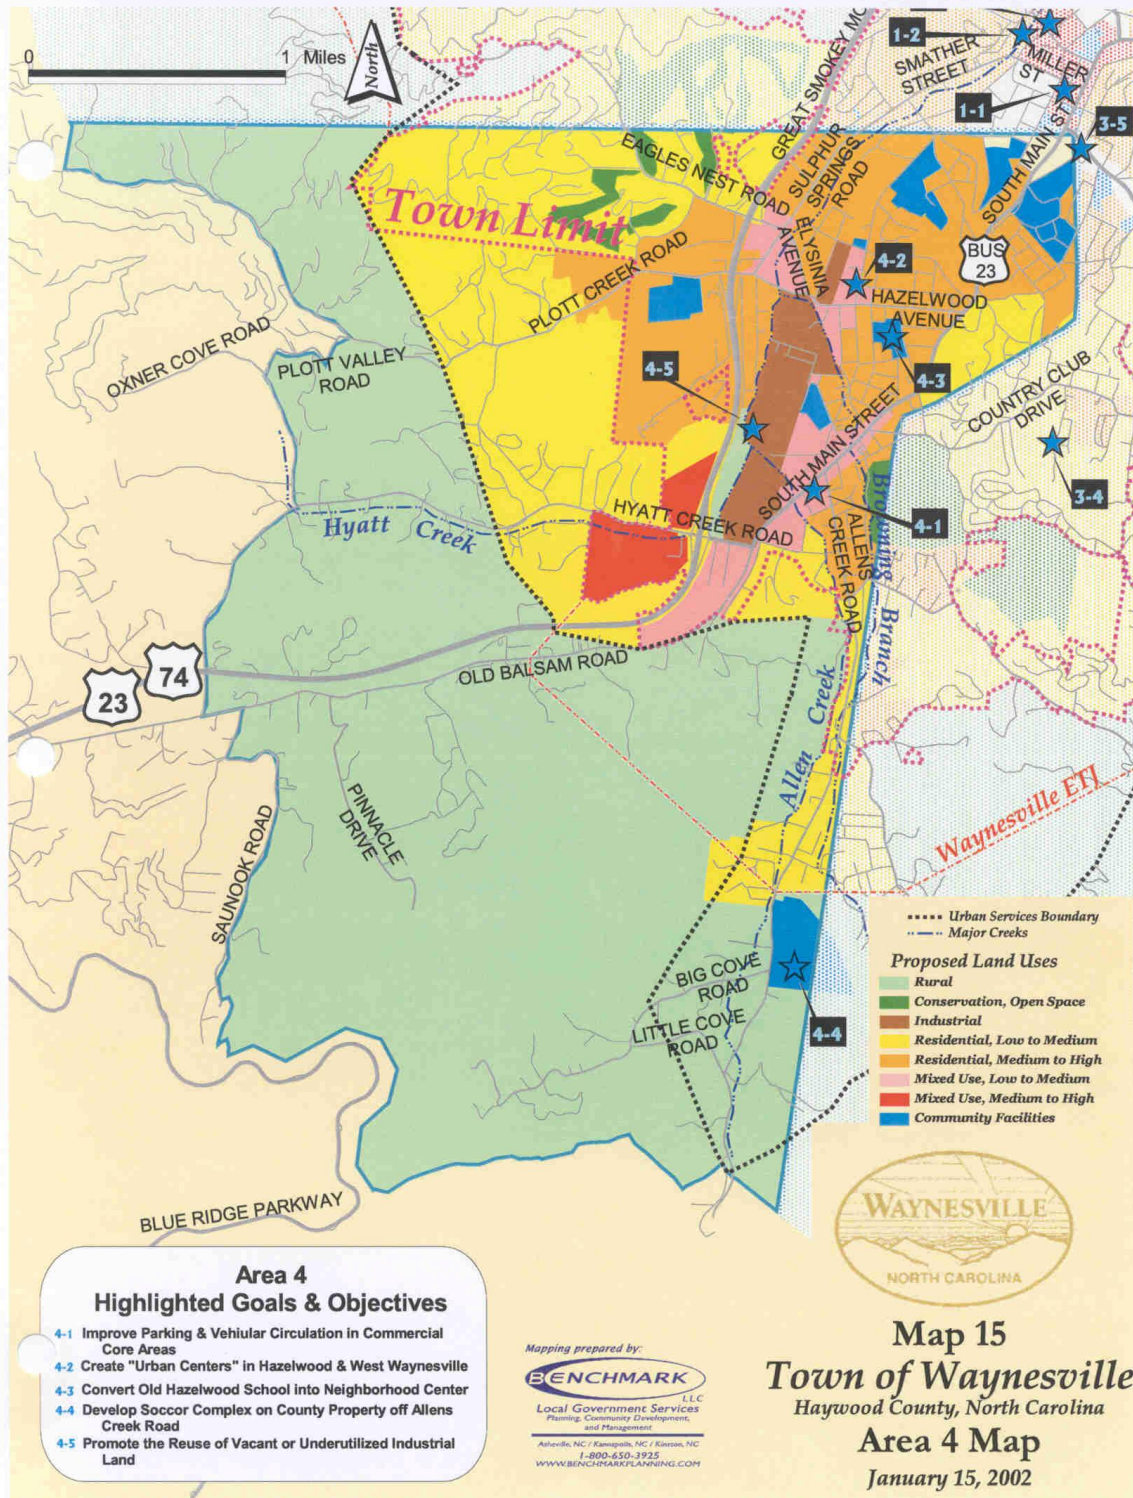 0
1 Miles
North
GREAT SMOKEY MO
1-2
SMATHER
STREET
MILLER
ST
1-1
3-5
SOUTH MAIN ST
EAGLES NEST ROAD
SULPHUR
SPRINGS
ROAD
Town Limit
ELYSINIA
AVENUE
BUS
23
4-2
PLOTT CREEK ROAD
HAZELWOOD
AVENUE
OXNER COVE ROAD
PLOTT VALLEY
ROAD
4-5
4-3
COUNTRY CLUB
DRIVE
SOUTH MAIN STREET
3-4
HYATT CREEK ROAD
4-1
Hyatt Creek
ALLENS
CREEK ROAD
Browning Branch
74
23
OLD BALSAM ROAD
Allen Creek
PINNACLE
DRIVE
Waynesville ETJ
SAUNOOK ROAD
BIG COVE
ROAD
LITTLE COVE
ROAD
4-4
Urban Services Boundary
Major Creeks
Proposed Land Uses
Rural
Conservation, Open Space
Industrial
Residential, Low to Medium
Residential, Medium to High
Mixed Use, Low to Medium
Mixed Use, Medium to High
Community Facilities
BLUE RIDGE PARKWAY
WAYNESVILLE
NORTH CAROLINA
Area 4
Highlighted Goals & Objectives
4-1 Improve Parking & Vehiular Circulation in Commercial
Core Areas
4-2 Create "Urban Centers" in Hazelwood & West Waynesville
4-3 Convert Old Hazelwood School into Neighborhood Center
4-4 Develop Soccor Complex on County Property off Allens
Creek Road
4-5 Promote the Reuse of Vacant or Underutilized Industrial
Land
Mapping prepared by:
BENCHMARK
LLC
Local Government Services
Planning, Community Development,
and Management
Asheville, NC / Kannapolis, NC / Kinston, NC
1-800-650-3925
WWW.BENCHMARKPLANNING.COM
Map 15
Town of Waynesville
Haywood County, North Carolina
Area 4 Map
January 15, 2002